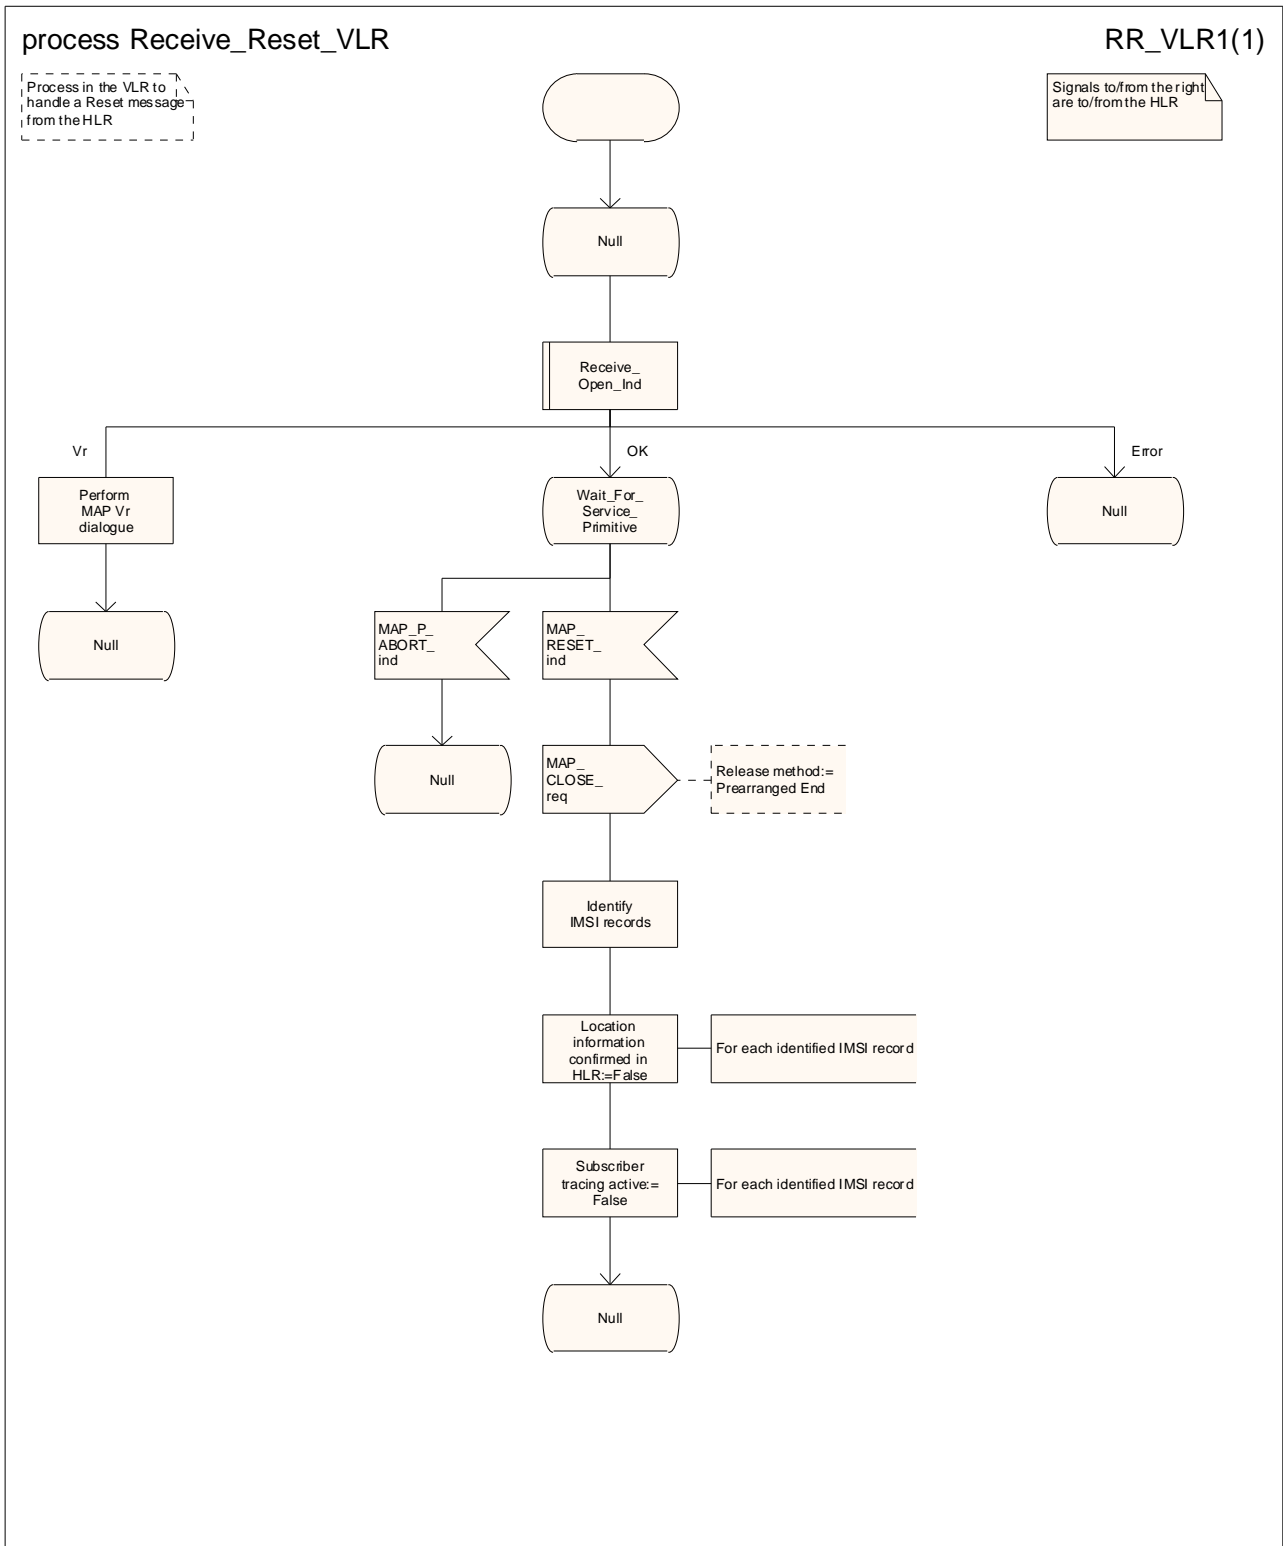 process Receive_Reset_VLR
RR_VLR1(1)
Process in the VLR to
handle a Reset message
from the HLR
Signals to/from the right
are to/from the HLR
Null
Receive_
Open_Ind
Vr
OK
Error
Perform
MAP Vr
dialogue
Wait_For_
Service_
Primitive
Null
Null
MAP_P_
ABORT_
ind
MAP_
RESET_
ind
Null
MAP_
CLOSE_
req
Release method:=
Prearranged End
Identify
IMSI records
Location
information
confirmed in
HLR:=False
For each identified IMSI record
Subscriber
tracing active:=
False
For each identified IMSI record
Null